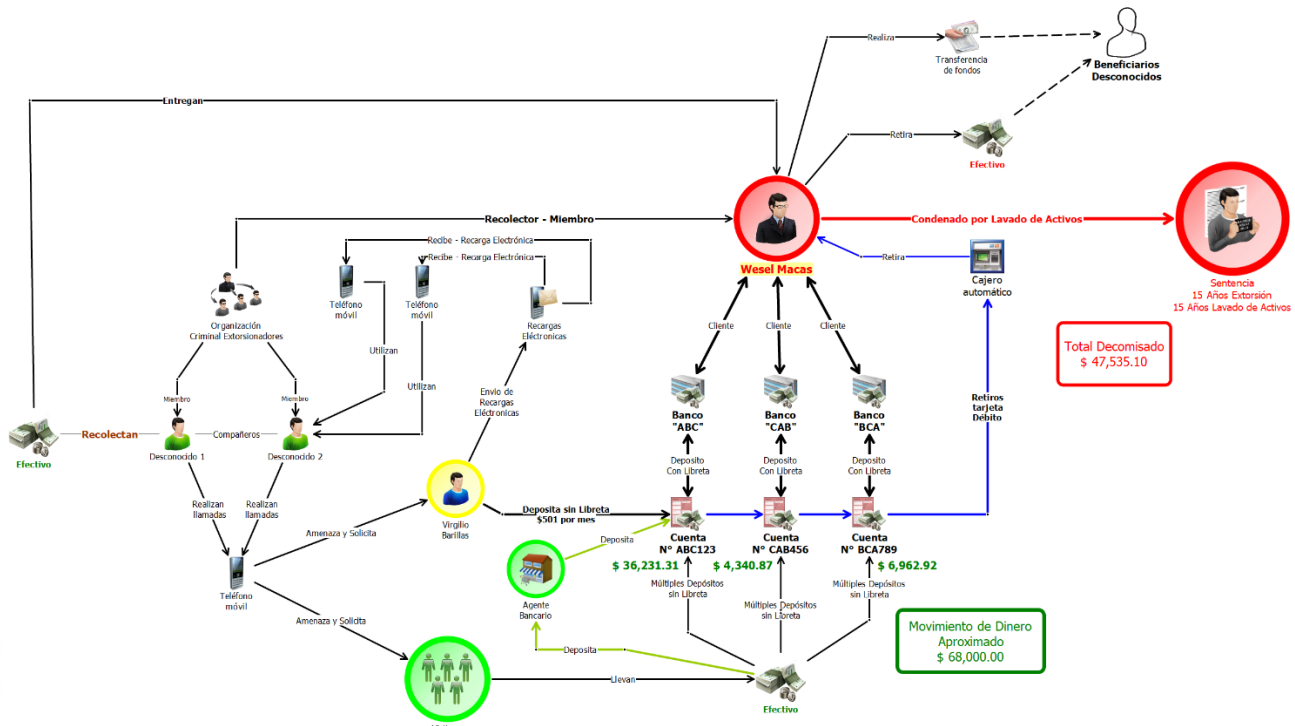 Realiza
Transferencia
de fondos
Beneficiarios
Desconocidos
Entregan
Retira
Efectivo
Recolector - Miembro
Condenado por Lavado de Activos
Recibe - Recarga Electrónica
Recibe - Recarga Electrónica
Retira
Wesel Macas
Cajero
automático
Sentencia
15 Años Extorsión
15 Años Lavado de Activos
Organización
Criminal Extorsionadores
Teléfono
móvil
Teléfono
móvil
Recargas
Eléctronicas
Cliente
Cliente
Cliente
Total Decomisado
$ 47,535.10
Utilizan
Utilizan
Envio de
Recargas
Eléctronicas
Miembro
Miembro
Banco
"ABC"
Banco
"CAB"
Banco
"BCA"
Retiros
tarjeta
Débito
Efectivo
Recolectan
Desconocido 1
Compañeros
Desconocido 2
Deposito
Con Libreta
Deposito
Con Libreta
Deposito
Con Libreta
Realizan
llamadas
Realizan
llamadas
Virgilio
Barillas
Deposita sin Libreta
$501 por mes
Amenaza y Solicita
Deposita
Cuenta
Nº ABC123
Cuenta
Nº CAB456
Cuenta
Nº BCA789
$ 36,231.31
$ 4,340.87
$ 6,962.92
Teléfono
móvil
Agente
Bancario
Múltiples Depósitos
sin Libreta
Múltiples Depósitos
sin Libreta
Múltiples Depósitos
sin Libreta
Amenaza y Solicita
Deposita
Movimiento de Dinero
Aproximado
$ 68,000.00
Llevan
Efectivo